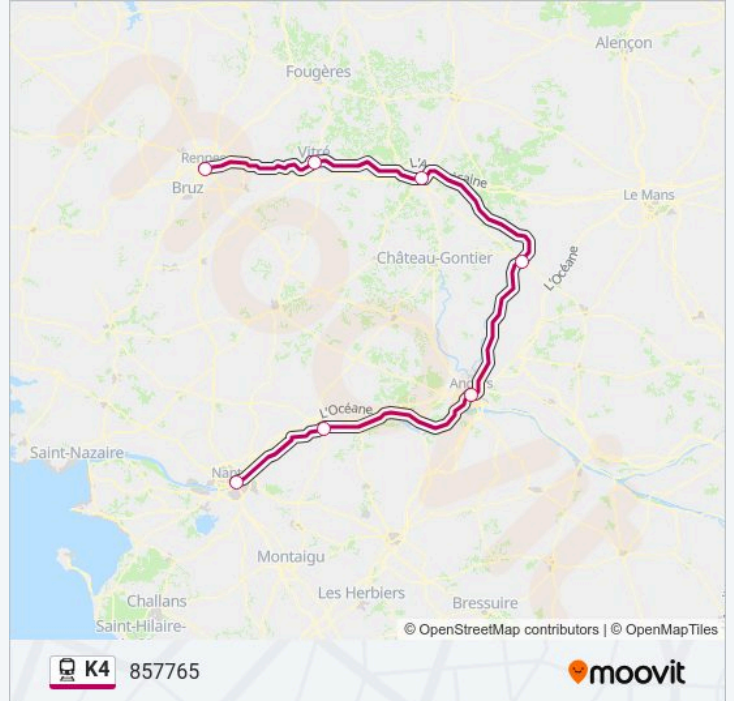 Alençon
Fougères
Rennes
Vitré
L'A
caine
Bruz
Le Mans
Château-Gontier
L'Océane
Angers
L'Océane
Saint-Nazaire
Nantes
Montaigu
Les Herbiers
Bressuire
Challans
Saint-Hilaire-
© OpenStreetMap contributors | © OpenMapTiles
K4 857765
moovit